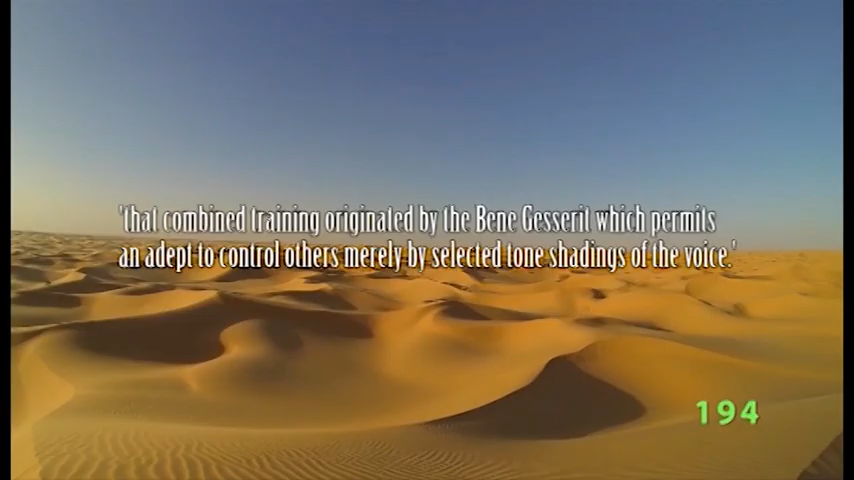 'that combined training originated by the Bene Gesserit which permits
an adept to control others merely by selected tone shadings of the voice.'
194